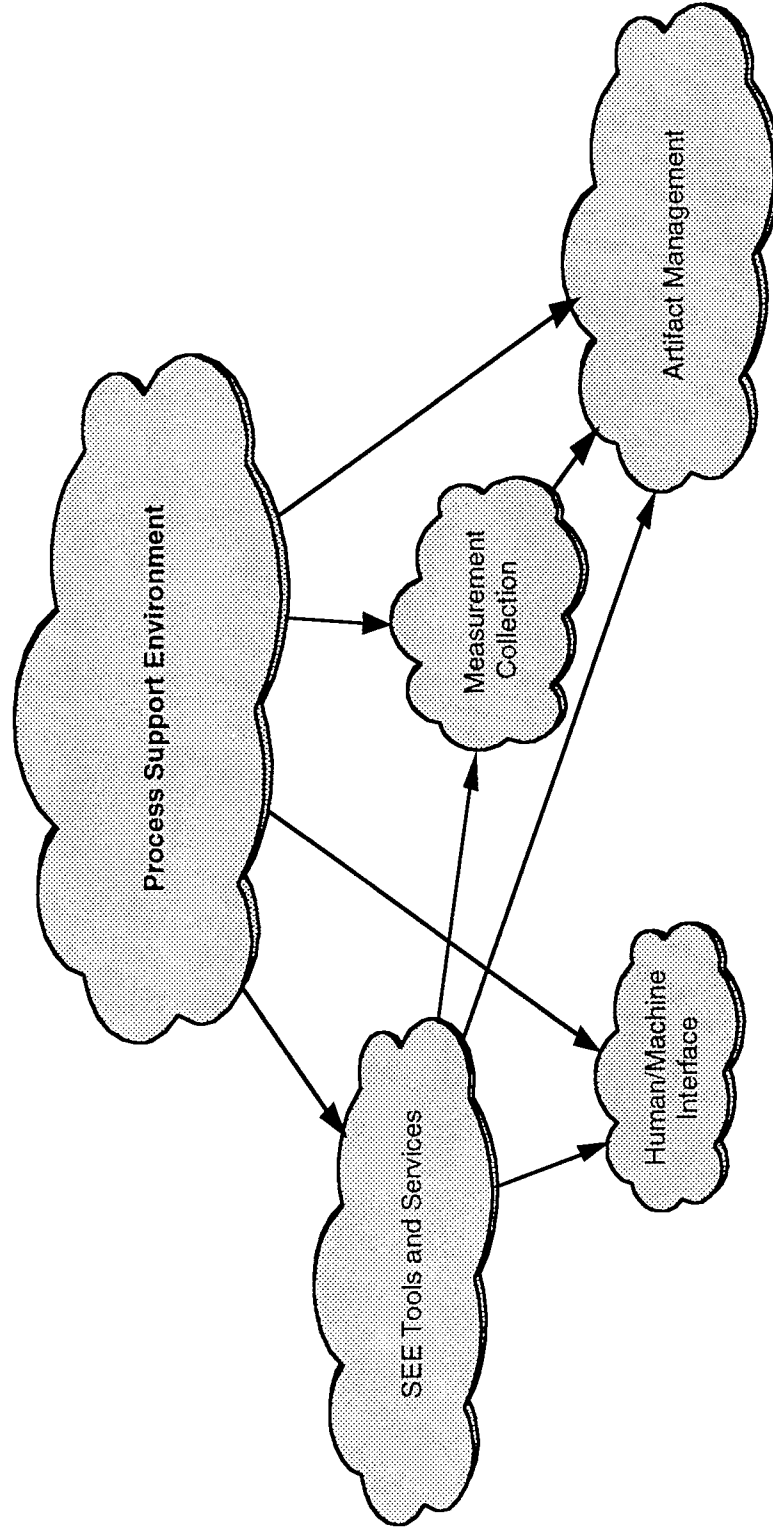 Process Support Environment
SEE Tools and Services
Measurement
Collection
Human/Machine
Interface
Artifact Management